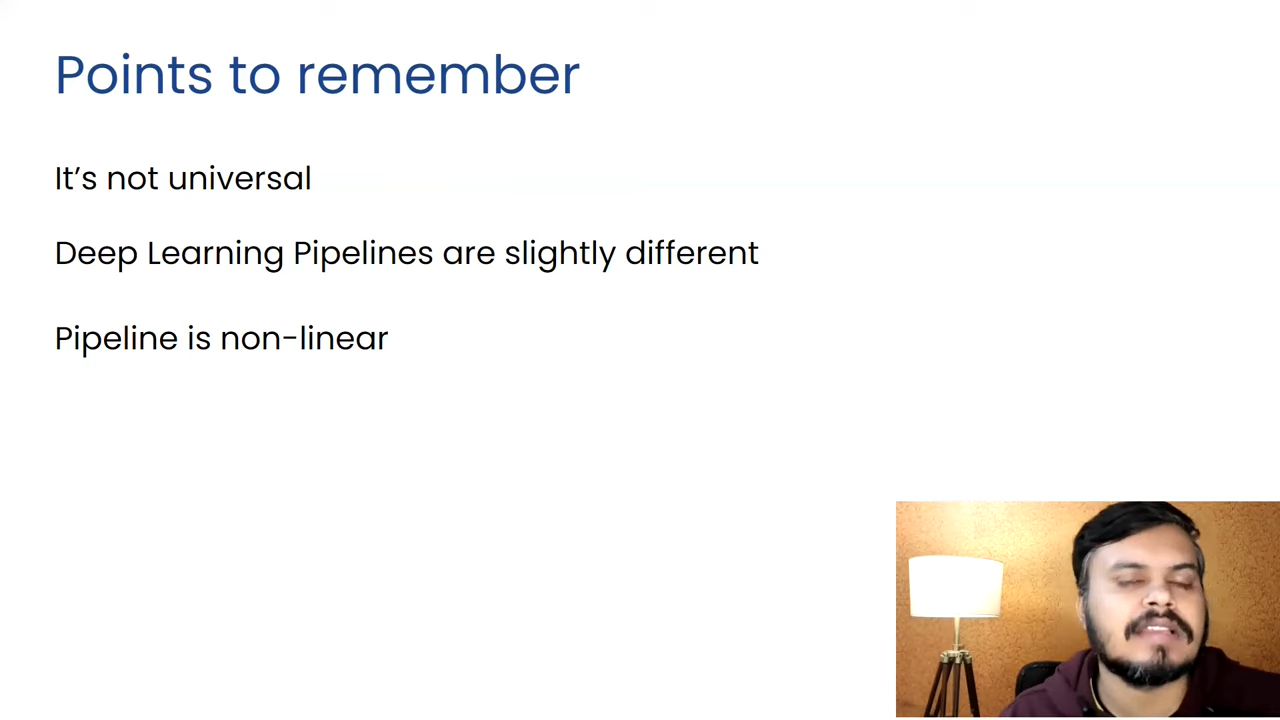 Points to remember
It’s not universal
Deep Learning Pipelines are slightly different
Pipeline is non-linear